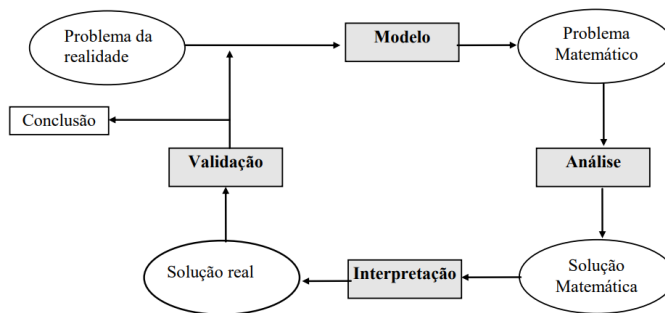 Problema da
realidade
Modelo
Problema
Matemático
Conclusão
Validação
Análise
Solução real
Interpretação
Solução
Matemática